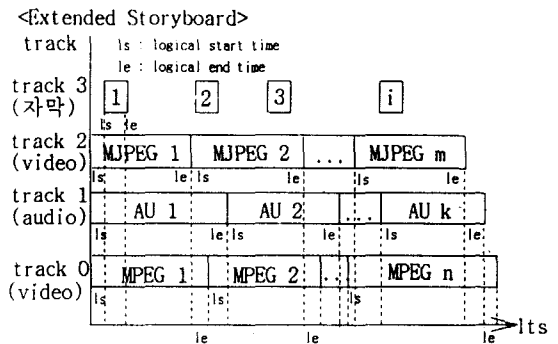 <Extended Storyboard>
track ls : logical start time
le : logical end time
track 3
(자막)
1 2 3 i
ls le
track 2
(video)
MJPEG 1 MJPEG 2 ... MJPEG m
ls le ls le ls le
track 1
(audio)
AU 1 AU 2 ... AU k
ls le ls le ls le
track 0
(video)
MPEG 1 MPEG 2 .. MPEG n
ls ls ls
lts
le le le